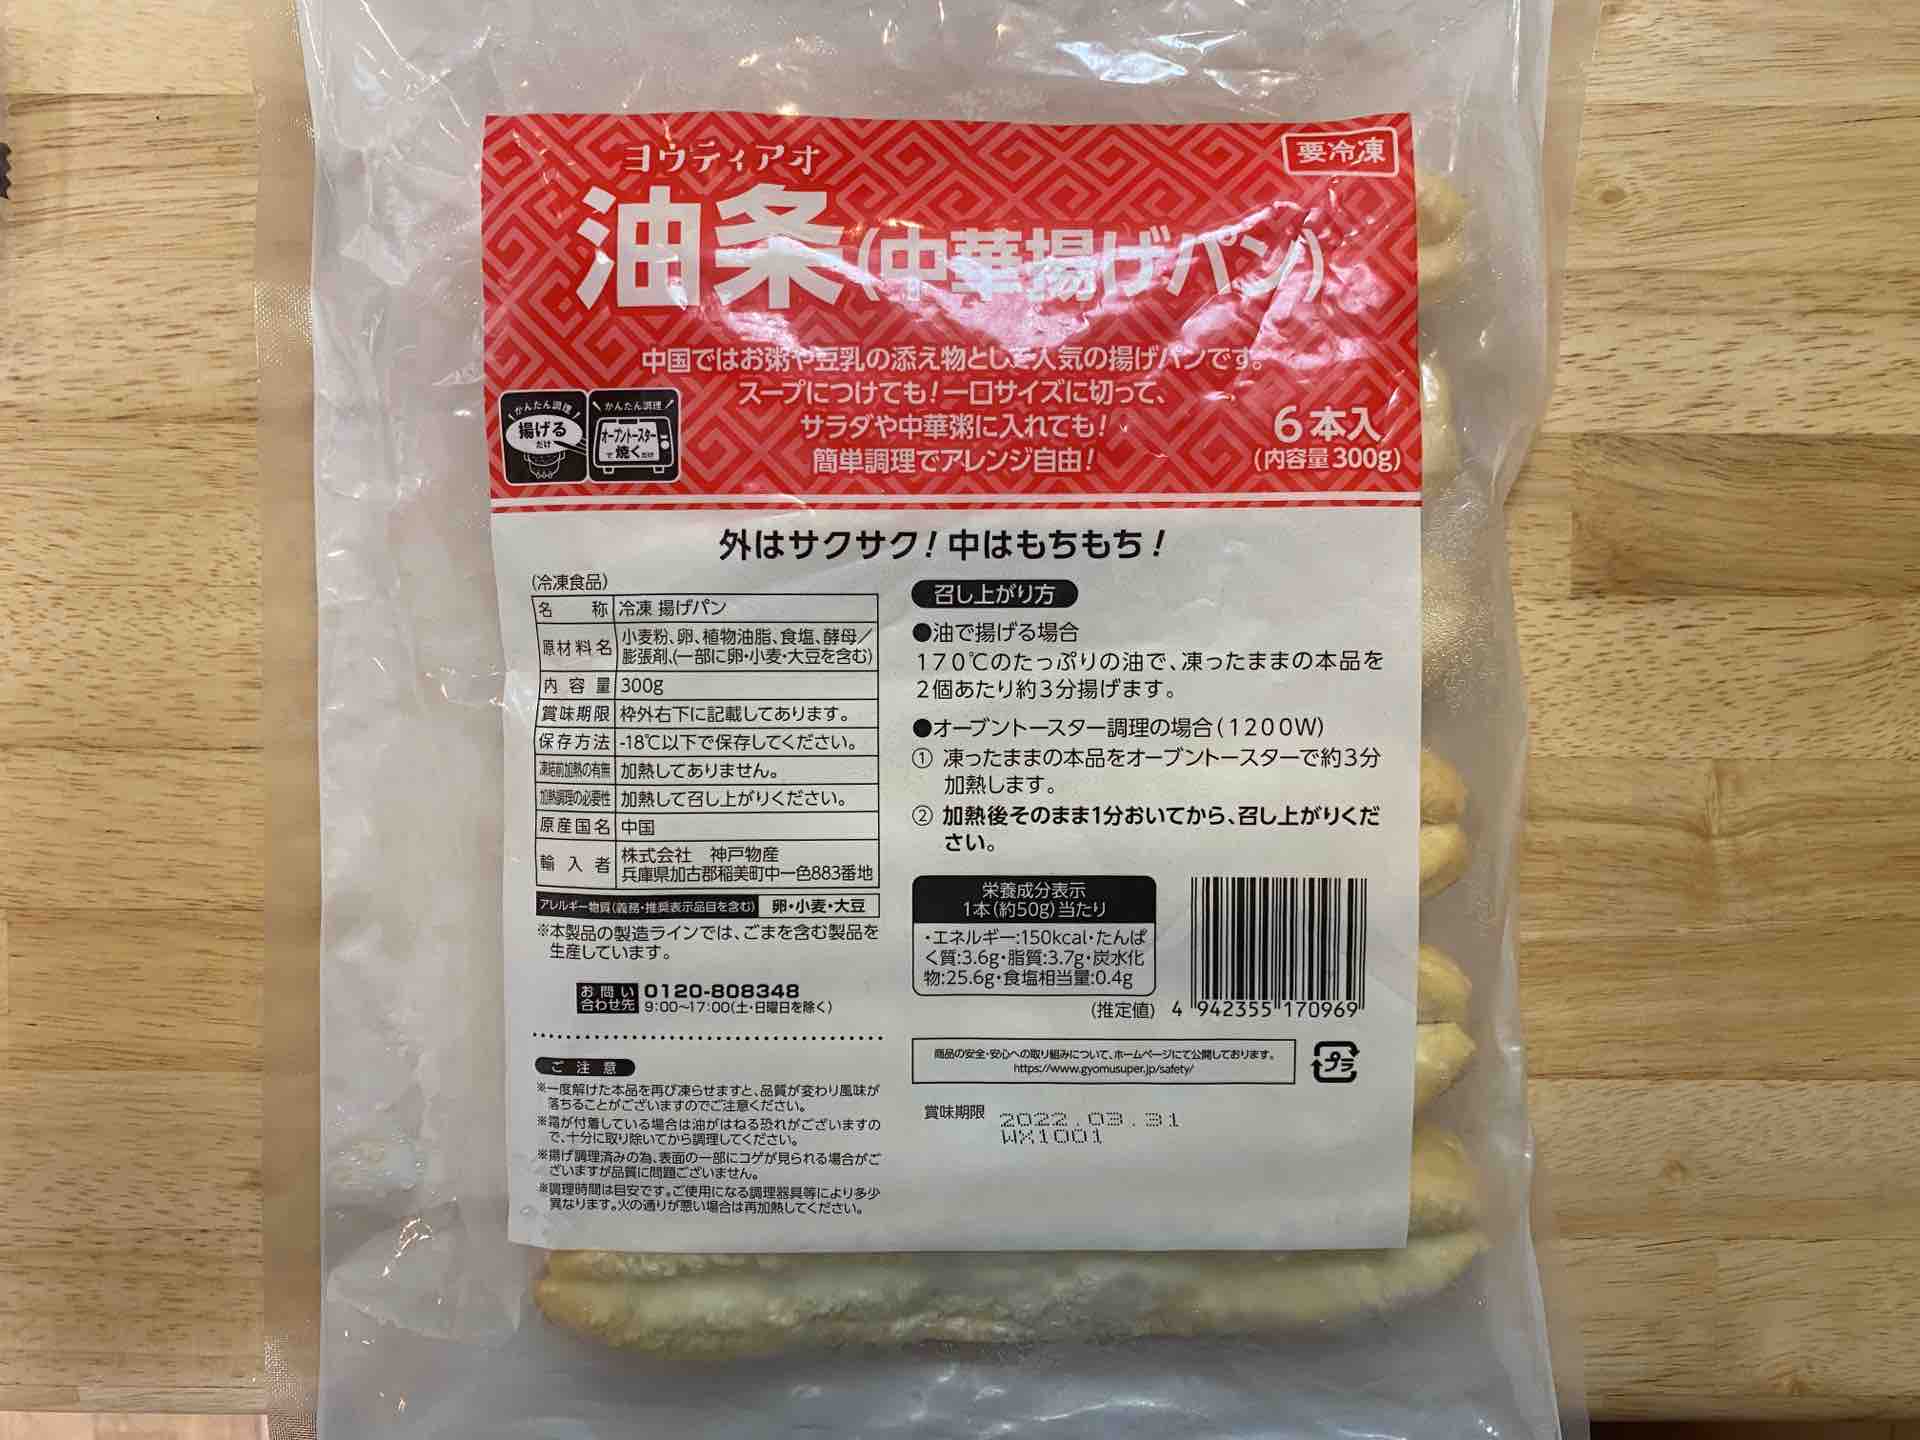 ヨウティアオ
油条(中華揚げパン)
要冷凍
中国ではお粥や豆乳の添え物として人気の揚げパンです。
スープにつけても!一口サイズに切って、
サラダや中華粥に入れても!
簡単調理でアレンジ自由!
かんたん調理
揚げる
だけ
かんたん調理
オーブントースター
で焼くだけ
6本入
(内容量300g)
外はサクサク!中はもちもち!
(冷凍食品)
名称 冷凍 揚げパン
原材料名 小麦粉、卵、植物油脂、食塩、酵母/
膨張剤、(一部に卵・小麦・大豆を含む)
内容量 300g
賞味期限 枠外右下に記載してあります。
保存方法 -18℃以下で保存してください。
凍結前加熱の有無 加熱してありません。
加熱調理の必要性 加熱して召し上がりください。
原産国名 中国
輸入者 株式会社 神戸物産
兵庫県加古郡稲美町中一色883番地
アレルギー物質(義務・推奨表示品目を含む) 卵・小麦・大豆
※本製品の製造ラインでは、ごまを含む製品を
生産しています。
お問い
合わせ先
0120-808348
9:00~17:00(土・日曜日を除く)
ご注意
※一度解けた本品を再び凍らせますと、品質が変わり風味が
落ちることがございますのでご注意ください。
※霜が付着している場合は油がはねる恐れがございますの
で、十分に取り除いてから調理してください。
※揚げ調理済みの為、表面の一部にコゲが見られる場合がご
ざいますが品質に問題ございません。
※調理時間は目安です。ご使用になる調理器具等により多少
異なります。火の通りが悪い場合は再加熱してください。
召し上がり方
●油で揚げる場合
170℃のたっぷりの油で、凍ったままの本品を
2個あたり約3分揚げます。
●オーブントースター調理の場合(1200W)
① 凍ったままの本品をオーブントースターで約3分
加熱します。
② 加熱後そのまま1分おいてから、召し上がりくだ
さい。
栄養成分表示
1本(約50g)当たり
・エネルギー:150kcal・たんぱ
く質:3.6g・脂質:3.7g・炭水化
物:25.6g・食塩相当量:0.4g
(推定値)
4 942355 170969
商品の安全・安心への取り組みについて、ホームページにて公開しております。
https://www.gyomusuper.jp/safety/
プラ
賞味期限 2022.03.31
WX1001